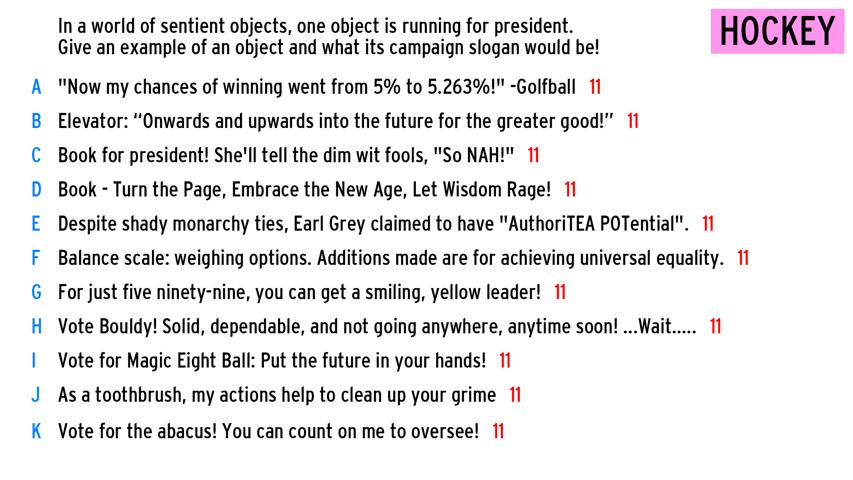 In a world of sentient objects, one object is running for president.
Give an example of an object and what its campaign slogan would be!
HOCKEY
A "Now my chances of winning went from 5% to 5.263%!" -Golfball 11
B Elevator: “Onwards and upwards into the future for the greater good!” 11
C Book for president! She'll tell the dim wit fools, "So NAH!" 11
D Book - Turn the Page, Embrace the New Age, Let Wisdom Rage! 11
E Despite shady monarchy ties, Earl Grey claimed to have "AuthoriTEA POTential". 11
F Balance scale: weighing options. Additions made are for achieving universal equality. 11
G For just five ninety-nine, you can get a smiling, yellow leader! 11
H Vote Bouldy! Solid, dependable, and not going anywhere, anytime soon! ...Wait..... 11
I Vote for Magic Eight Ball: Put the future in your hands! 11
J As a toothbrush, my actions help to clean up your grime 11
K Vote for the abacus! You can count on me to oversee! 11